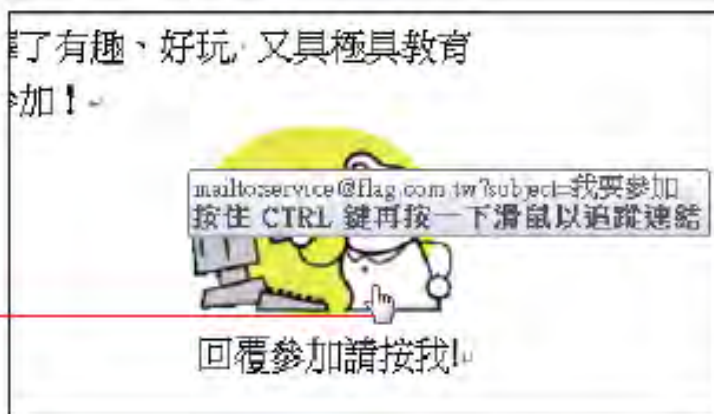 了有趣、好玩, 又具極具教育
加！
mailto:service@flag.com.tw?subject=我要參加
按住 CTRL 鍵再按一下滑鼠以追蹤連結
回覆參加請按我!